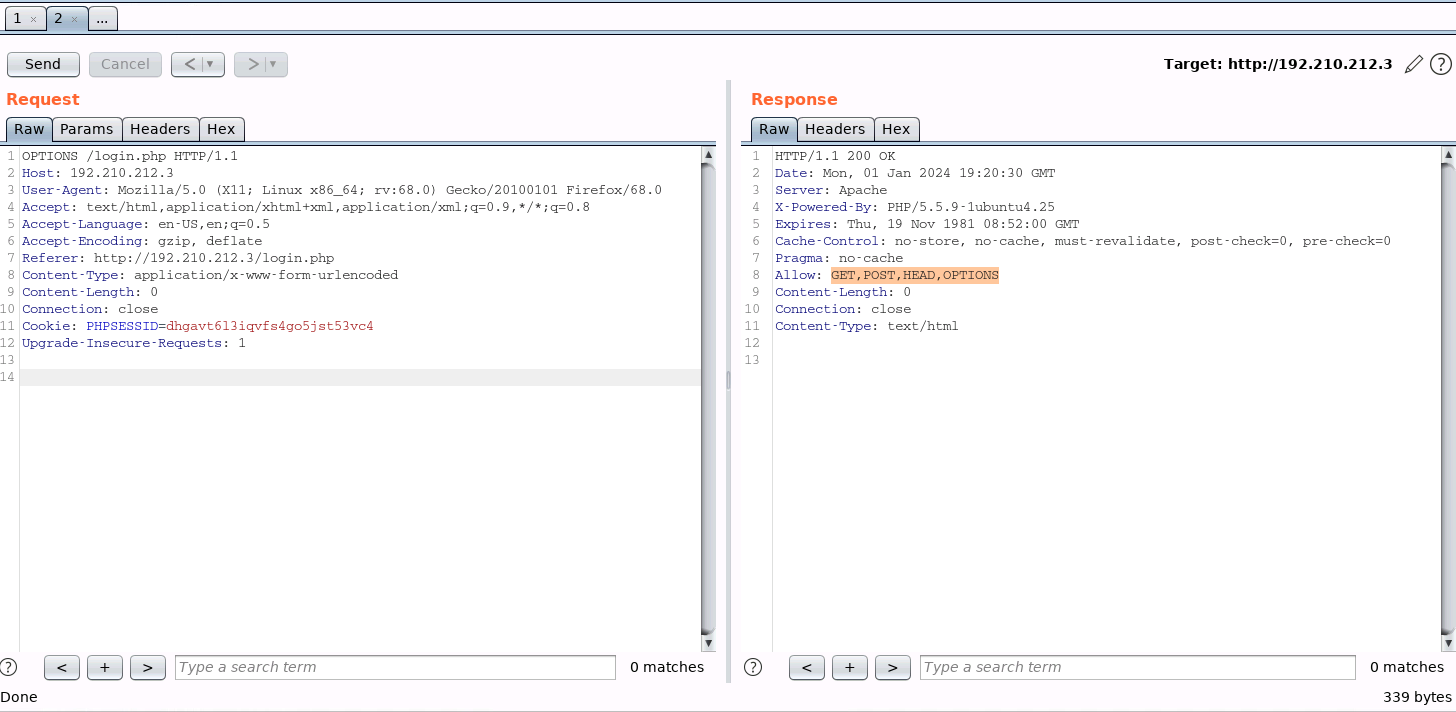 1 × 2 × ...
Send Cancel < ▼ > ▼ Target: http://192.210.212.3 ?
Request
Raw Params Headers Hex
1 OPTIONS /login.php HTTP/1.1
2 Host: 192.210.212.3
3 User-Agent: Mozilla/5.0 (X11; Linux x86_64; rv:68.0) Gecko/20100101 Firefox/68.0
4 Accept: text/html,application/xhtml+xml,application/xml;q=0.9,*/*;q=0.8
5 Accept-Language: en-US,en;q=0.5
6 Accept-Encoding: gzip, deflate
7 Referer: http://192.210.212.3/login.php
8 Content-Type: application/x-www-form-urlencoded
9 Content-Length: 0
10 Connection: close
11 Cookie: PHPSESSID=dhgavt6l3iqvfs4go5jst53vc4
12 Upgrade-Insecure-Requests: 1
13
14
? < + > Type a search term 0 matches
Response
Raw Headers Hex
1 HTTP/1.1 200 OK
2 Date: Mon, 01 Jan 2024 19:20:30 GMT
3 Server: Apache
4 X-Powered-By: PHP/5.5.9-1ubuntu4.25
5 Expires: Thu, 19 Nov 1981 08:52:00 GMT
6 Cache-Control: no-store, no-cache, must-revalidate, post-check=0, pre-check=0
7 Pragma: no-cache
8 Allow: GET,POST,HEAD,OPTIONS
9 Content-Length: 0
10 Connection: close
11 Content-Type: text/html
12
13
? < + > Type a search term 0 matches
Done 339 bytes